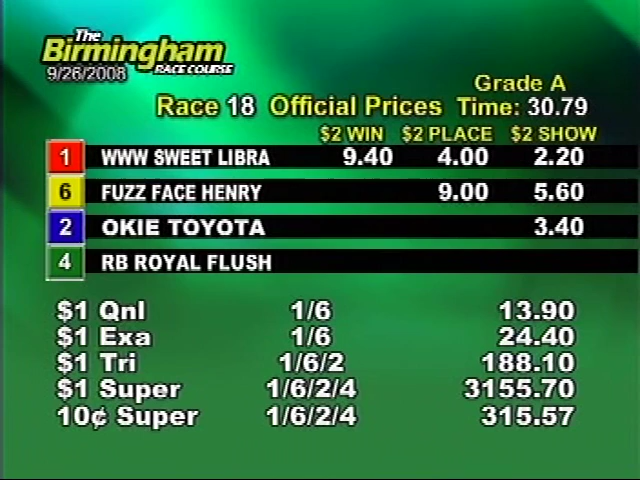 The
Birmingham
RACE COURSE
9/26/2008
Grade A
Race 18 Official Prices Time: 30.79
$2 WIN $2 PLACE $2 SHOW
1 WWW SWEET LIBRA 9.40 4.00 2.20
6 FUZZ FACE HENRY 9.00 5.60
2 OKIE TOYOTA 3.40
4 RB ROYAL FLUSH
$1 Qnl 1/6 13.90
$1 Exa 1/6 24.40
$1 Tri 1/6/2 188.10
$1 Super 1/6/2/4 3155.70
10¢ Super 1/6/2/4 315.57